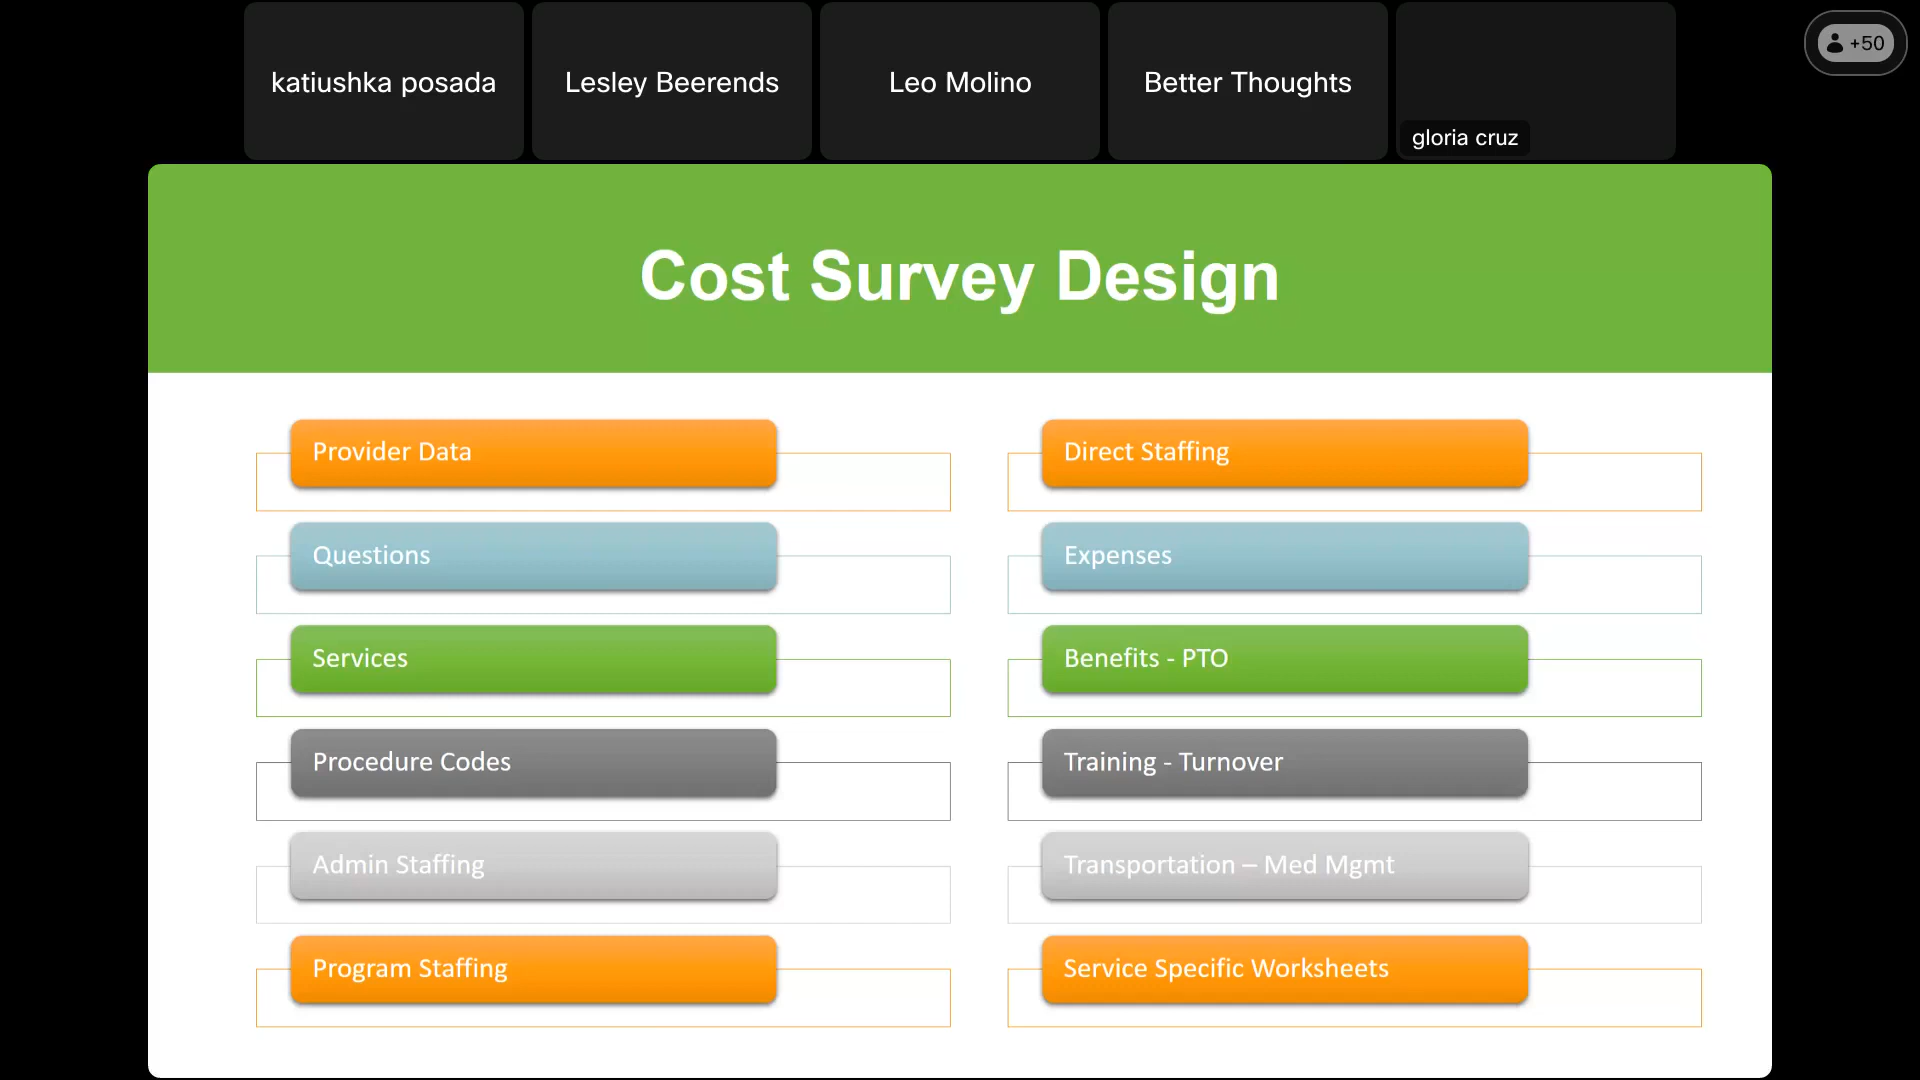 katiushka posada
Lesley Beerends
Leo Molino
Better Thoughts
gloria cruz
+50
Cost Survey Design
Provider Data
Questions
Services
Procedure Codes
Admin Staffing
Program Staffing
Direct Staffing
Expenses
Benefits - PTO
Training - Turnover
Transportation – Med Mgmt
Service Specific Worksheets